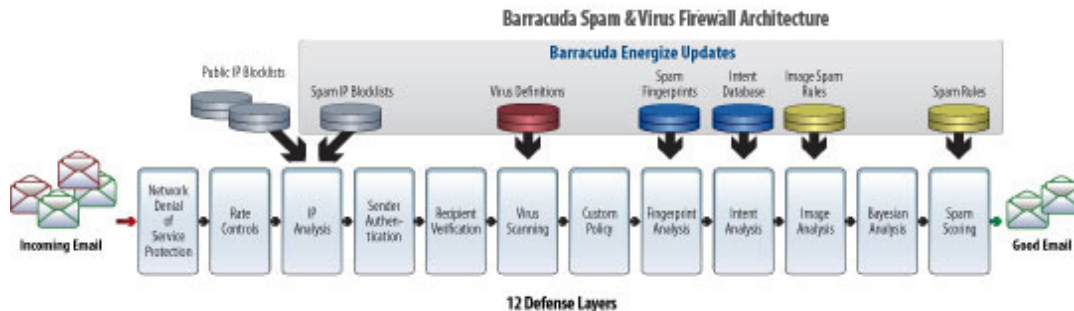 Barracuda Spam & Virus Firewall Architecture
Barracuda Energize Updates
Public IP Blocklists
Spam IP Blocklists
Virus Definitions
Spam
Fingerprints
Intent
Database
Image Spam
Rules
Spam Rules
Incoming Email
Network
Denial
of
Service
Protection
Rate
Controls
IP
Analysis
Sender
Authen-
tication
Recipient
Verification
Virus
Scanning
Custom
Policy
Fingerprint
Analysis
Intent
Analysis
Image
Analysis
Bayesian
Analysis
Spam
Scoring
Good Email
12 Defense Layers